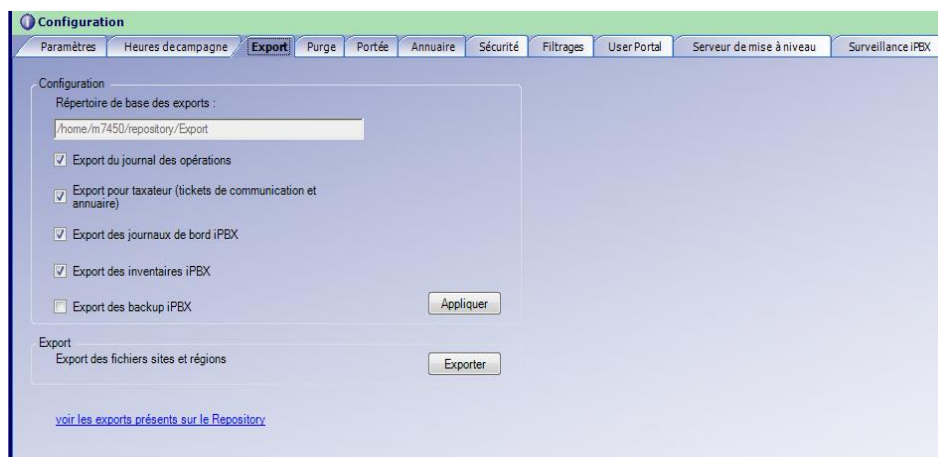 Configuration
Paramètres Heures de campagne Export Purge Portée Annuaire Sécurité Filtrages User Portal Serveur de mise à niveau Surveillance iPBX
Configuration
Répertoire de base des exports :
/home/m7450/repository/Export
Export du journal des opérations
Export pour taxateur (tickets de communication et
annuaire)
Export des journaux de bord iPBX
Export des inventaires iPBX
Export des backup iPBX
Appliquer
Export
Export des fichiers sites et régions
Exporter
voir les exports présents sur le Repository